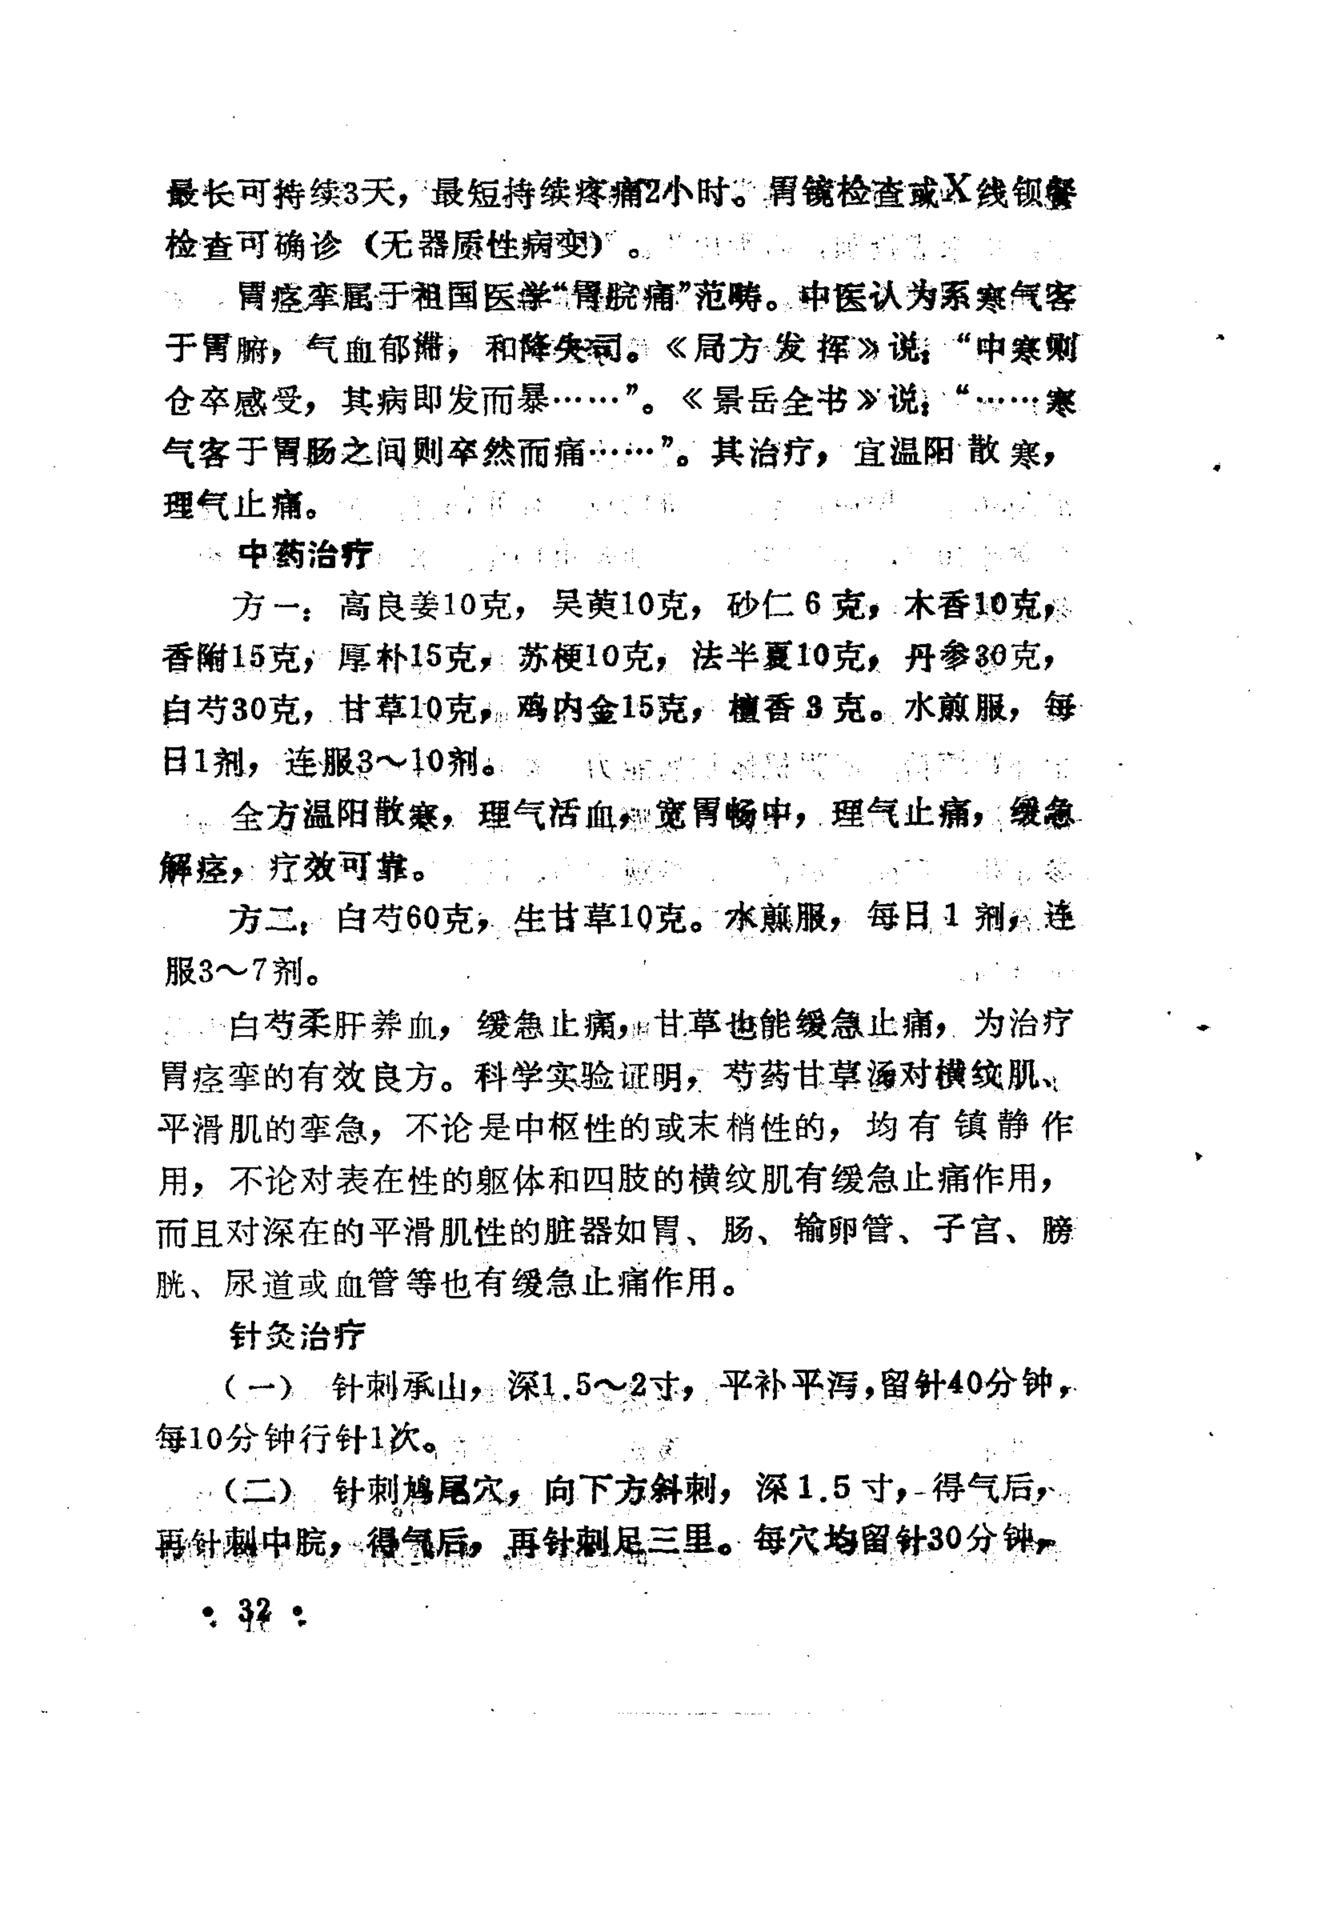 最长可持续3天，最短持续疼痛2小时。胃镜检查或X线钡餐
检查可确诊（无器质性病变）。
胃痉挛属于祖国医学“胃脘痛”范畴。中医认为系寒气客
于胃腑，气血郁滞，和降失司。《局方发挥》说：“中寒则
仓卒感受，其病即发而暴……”。《景岳全书》说：“……寒
气客于胃肠之间则卒然而痛……”。其治疗，宜温阳散寒，
理气止痛。
中药治疗
方一：高良姜10克，吴萸10克，砂仁6克，木香10克，
香附15克，厚朴15克，苏梗10克，法半夏10克，丹参30克，
白芍30克，甘草10克，鸡内金15克，檀香3克。水煎服，每
日1剂，连服3～10剂。
全方温阳散寒，理气活血，宽胃畅中，理气止痛，缓急
解痉，疗效可靠。
方二：白芍60克，生甘草10克。水煎服，每日1剂，连
服3～7剂。
白芍柔肝养血，缓急止痛，甘草也能缓急止痛，为治疗
胃痉挛的有效良方。科学实验证明，芍药甘草汤对横纹肌、
平滑肌的挛急，不论是中枢性的或末梢性的，均有镇静作
用，不论对表在性的躯体和四肢的横纹肌有缓急止痛作用，
而且对深在的平滑肌性的脏器如胃、肠、输卵管、子宫、膀
胱、尿道或血管等也有缓急止痛作用。
针灸治疗
（一） 针刺承山，深1.5～2寸，平补平泻，留针40分钟，
每10分钟行针1次。
（二） 针刺鸠尾穴，向下方斜刺，深1.5寸，得气后，
再针刺中脘，得气后，再针刺足三里。每穴均留针30分钟，
• 32 •